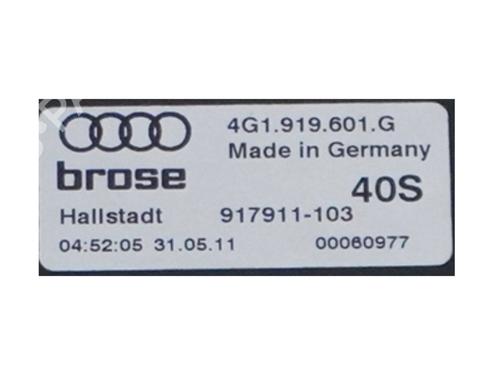 4G1.919.601.G
Made in Germany
brose
40S
Hallstadt 917911-103
04:52:05 31.05.11 00060977